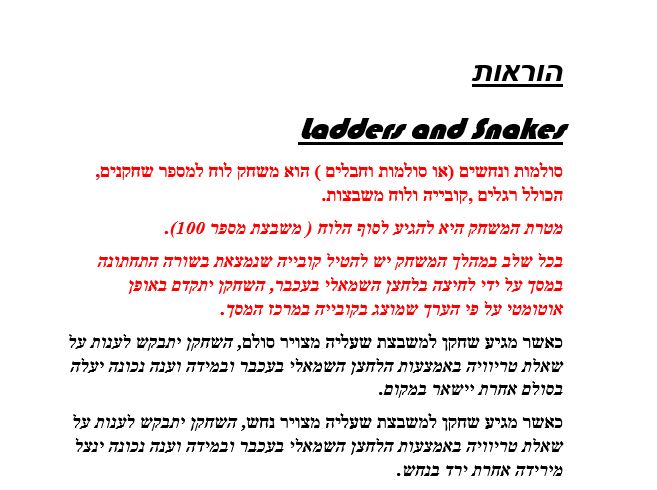 הוראות
Ladders and Snakes
סולמות ונחשים (או סולמות וחבלים ) הוא משחק לוח למספר שחקנים,
הכולל רגלים ,קובייה ולוח משבצות.
מטרת המשחק היא להגיע לסוף הלוח ( משבצת מספר 100).
בכל שלב במהלך המשחק יש להטיל קובייה שנמצאת בשורה התחתונה
במסך על ידי לחיצה בלחצן השמאלי בעכבר, השחקן יתקדם באופן
אוטומטי על פי הערך שמוצג בקובייה במרכז המסך.
כאשר מגיע שחקן למשבצת שעליה מצויר סולם, השחקן יתבקש לענות על
שאלת טריוויה באמצעות הלחצן השמאלי בעכבר ובמידה וענה נכונה יעלה
בסולם אחרת יישאר במקום.
כאשר מגיע שחקן למשבצת שעליה מצויר נחש, השחקן יתבקש לענות על
שאלת טריוויה באמצעות הלחצן השמאלי בעכבר ובמידה וענה נכונה ינצל
מירידה אחרת ירד בנחש.